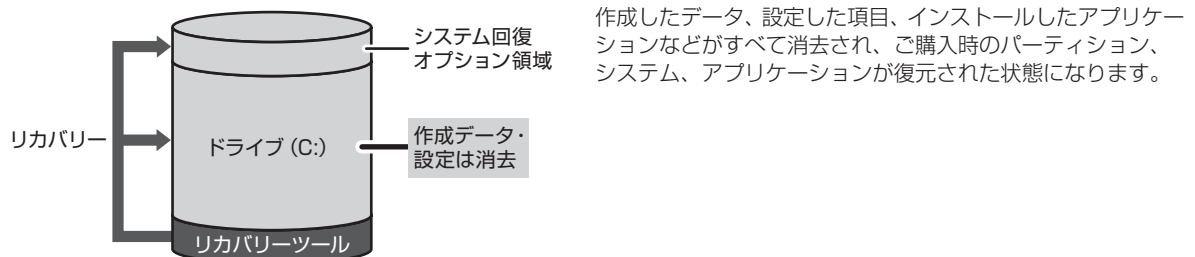 システム回復
オプション領域
リカバリー
ドライブ (C:)
作成データ・
設定は消去
リカバリーツール
作成したデータ、設定した項目、インストールしたアプリケー
ションなどがすべて消去され、ご購入時のパーティション、
システム、アプリケーションが復元された状態になります。